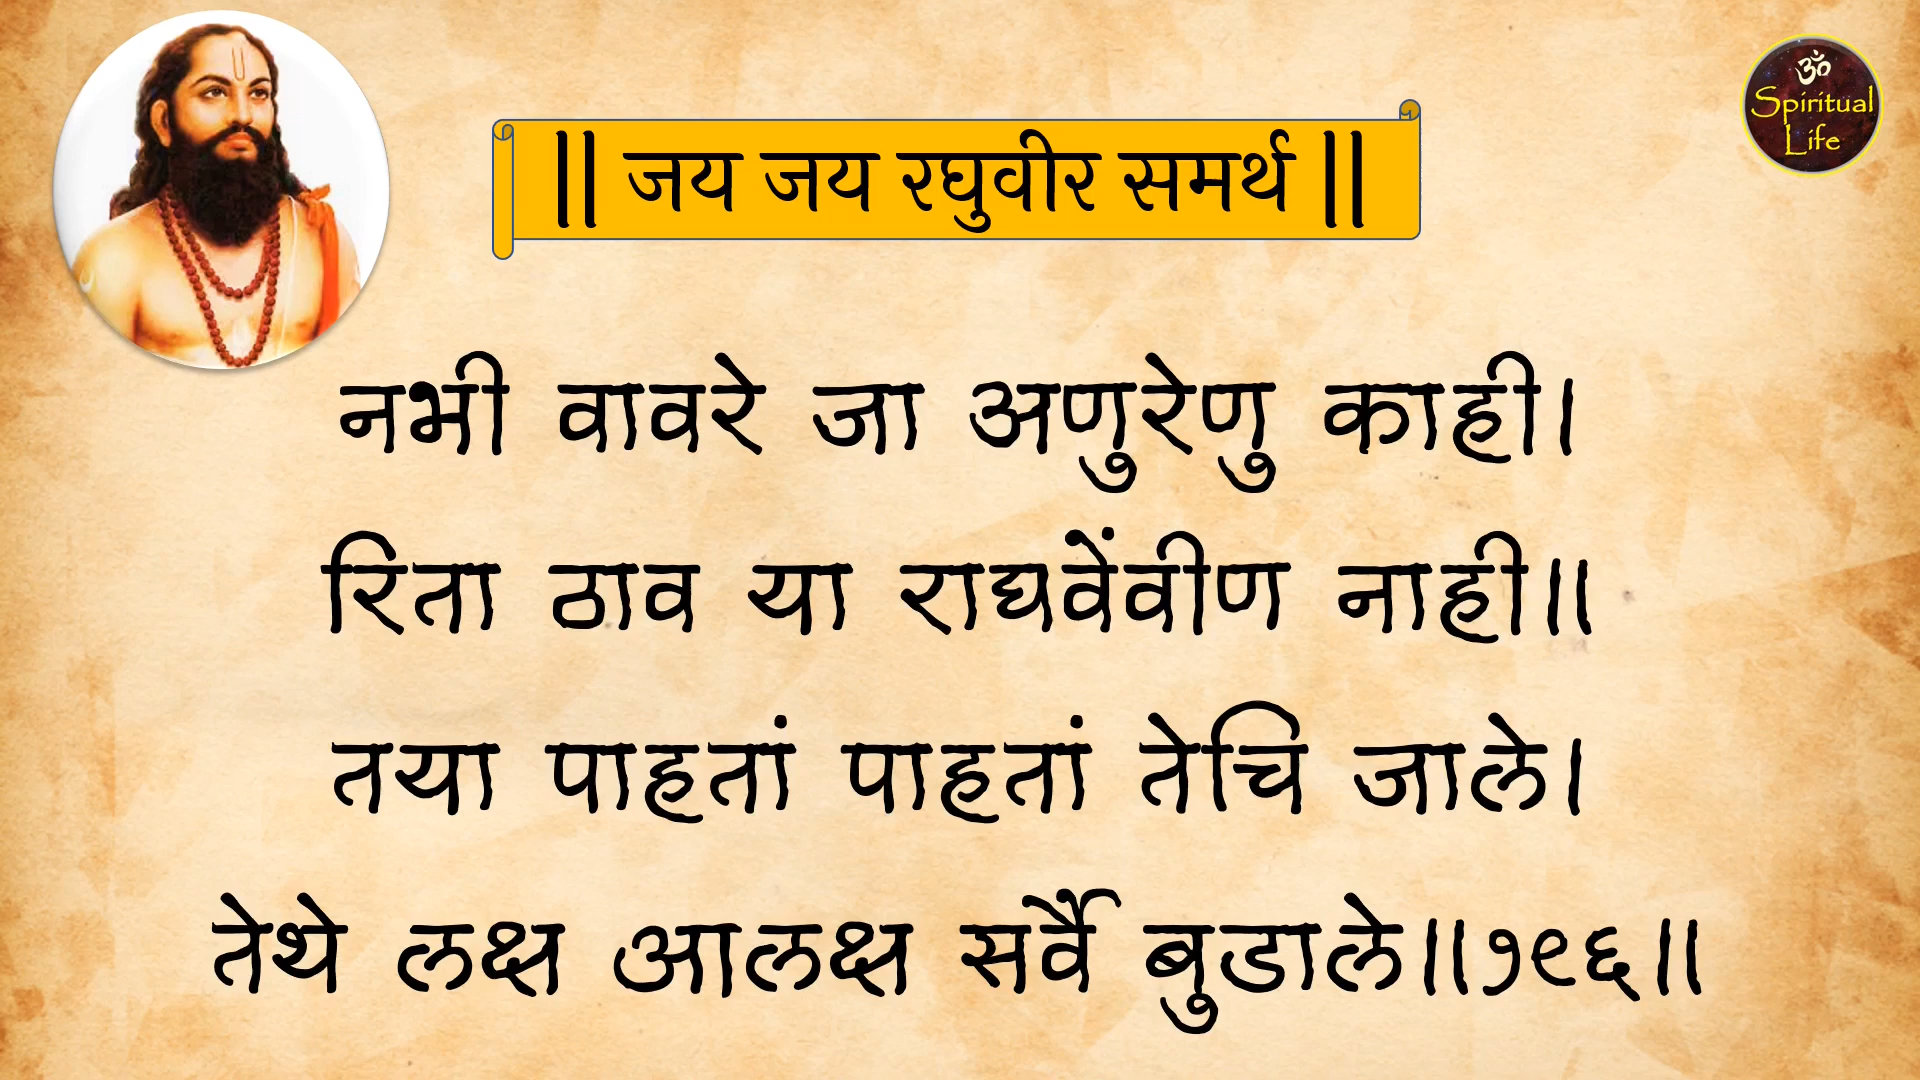 ॐ
Spiritual
Life
|| जय जय रघुवीर समर्थ ||
नभी वावरे जा अणुरेणु काही।
रिता ठाव या राघवेंवीण नाही॥
तया पाहतां पाहतां तेचि जाले।
तेथे लक्ष आलक्ष सर्वै बुडाले॥१९६॥